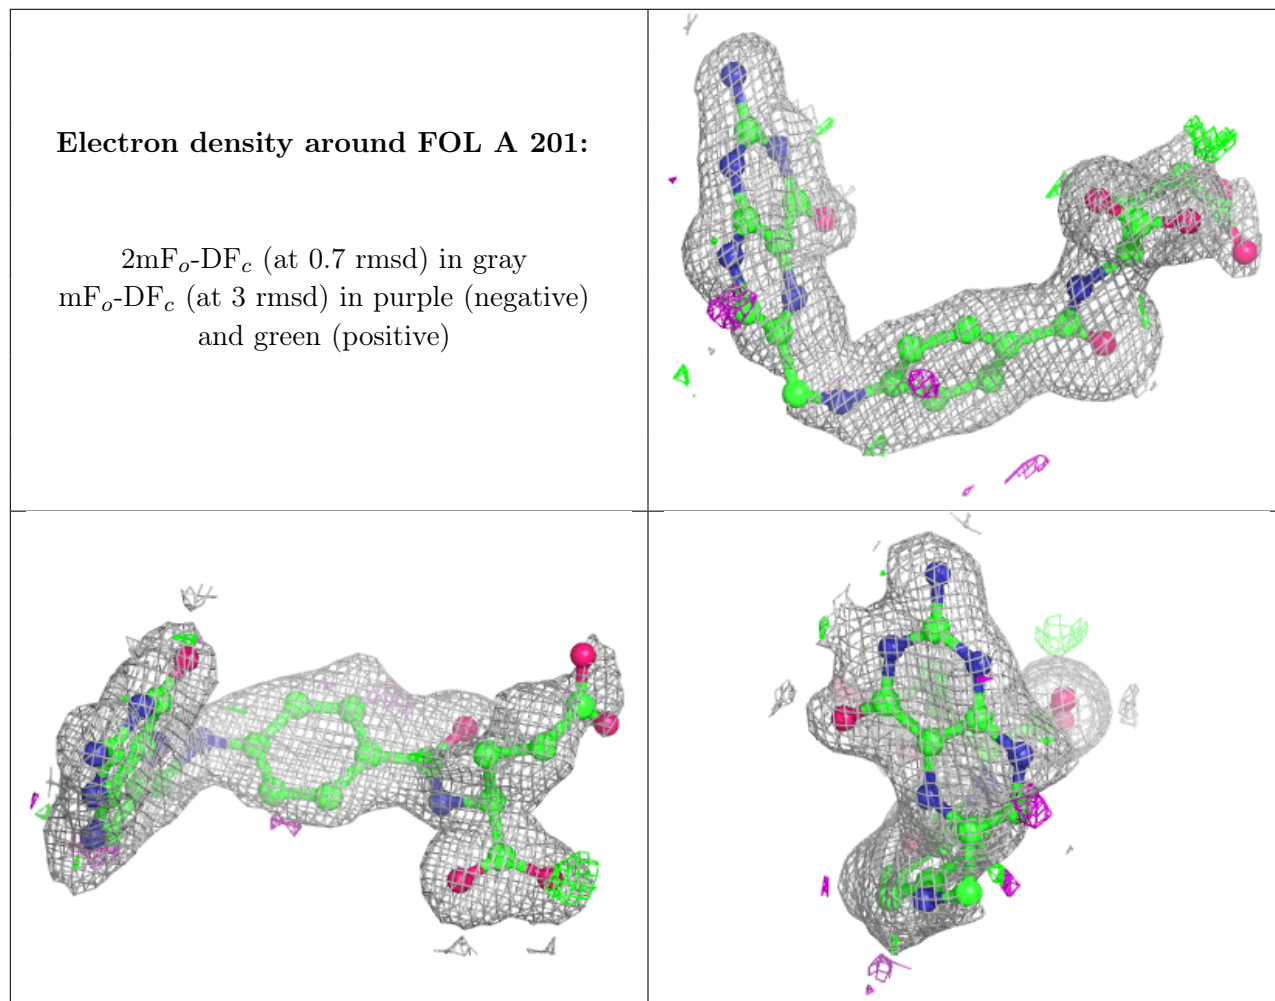 Electron density around FOL A 201:
2mFo-DFc (at 0.7 rmsd) in gray
mFo-DFc (at 3 rmsd) in purple (negative)
and green (positive)